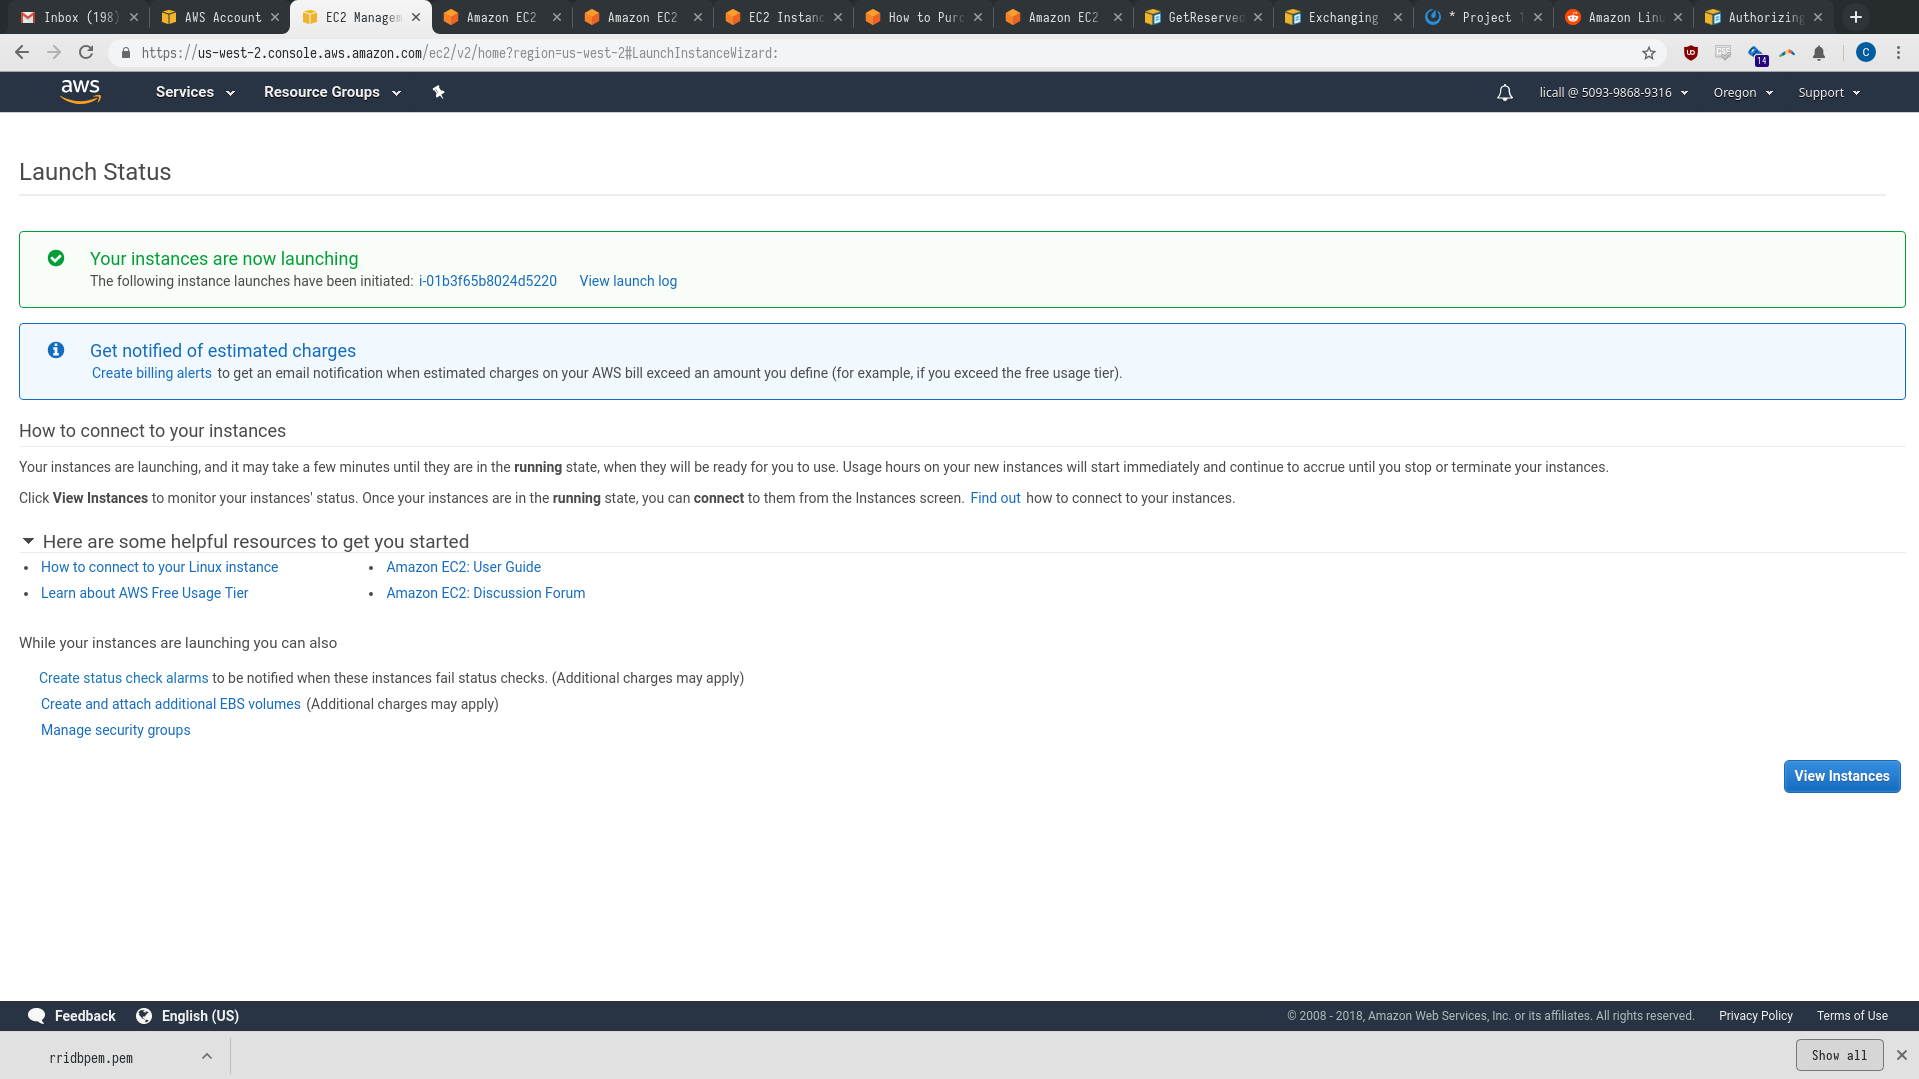 Inbox (198)
AWS Account
EC2 Managem
Amazon EC2
Amazon EC2
EC2 Instanc
How to Purc
Amazon EC2
GetReserved
Exchanging
* Project
Amazon Linu
Authorizing
https://us-west-2.console.aws.amazon.com/ec2/v2/home?region=us-west-2#LaunchInstanceWizard:
14
C
aws
Services
Resource Groups
licall @ 5093-9868-9316
Oregon
Support
Launch Status
Your instances are now launching
The following instance launches have been initiated: i-01b3f65b8024d5220 View launch log
Get notified of estimated charges
Create billing alerts to get an email notification when estimated charges on your AWS bill exceed an amount you define (for example, if you exceed the free usage tier).
How to connect to your instances
Your instances are launching, and it may take a few minutes until they are in the running state, when they will be ready for you to use. Usage hours on your new instances will start immediately and continue to accrue until you stop or terminate your instances.
Click View Instances to monitor your instances' status. Once your instances are in the running state, you can connect to them from the Instances screen. Find out how to connect to your instances.
Here are some helpful resources to get you started
How to connect to your Linux instance
Amazon EC2: User Guide
Learn about AWS Free Usage Tier
Amazon EC2: Discussion Forum
While your instances are launching you can also
Create status check alarms to be notified when these instances fail status checks. (Additional charges may apply)
Create and attach additional EBS volumes (Additional charges may apply)
Manage security groups
View Instances
Feedback
English (US)
© 2008 - 2018, Amazon Web Services, Inc. or its affiliates. All rights reserved.
Privacy Policy
Terms of Use
rridbpem.pem
Show all